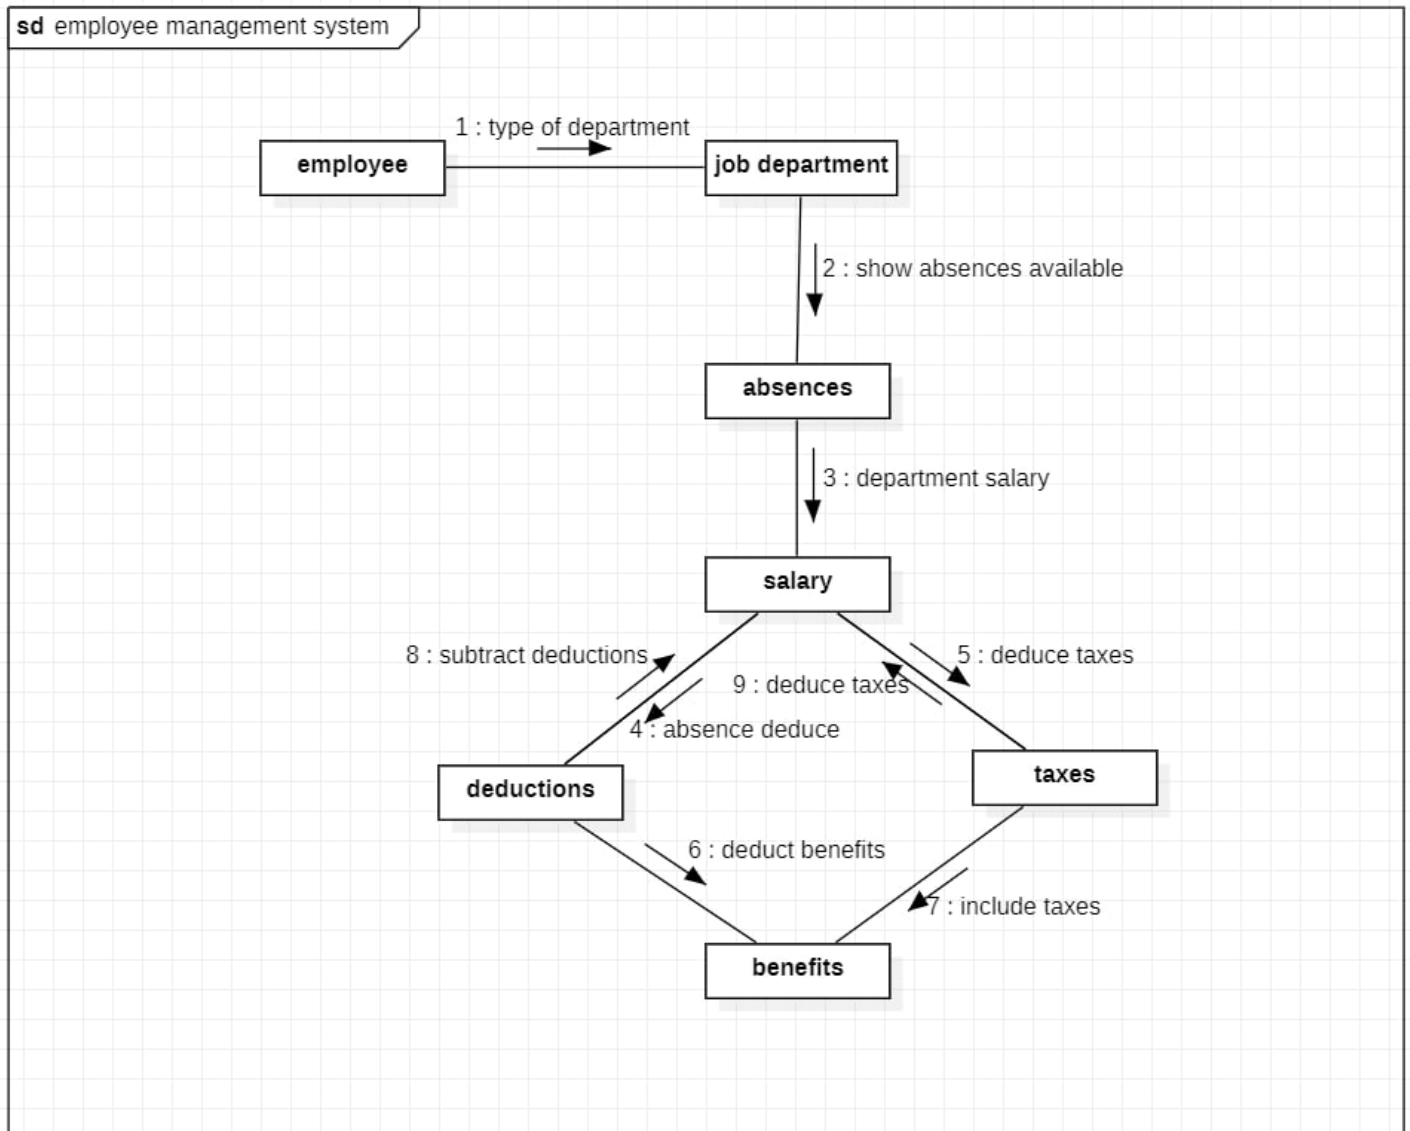 sd employee management system
1 : type of department
employee
job department
2 : show absences available
absences
3 : department salary
salary
8 : subtract deductions
5 : deduce taxes
9 : deduce taxes
4 : absence deduce
deductions
taxes
6 : deduct benefits
7 : include taxes
benefits